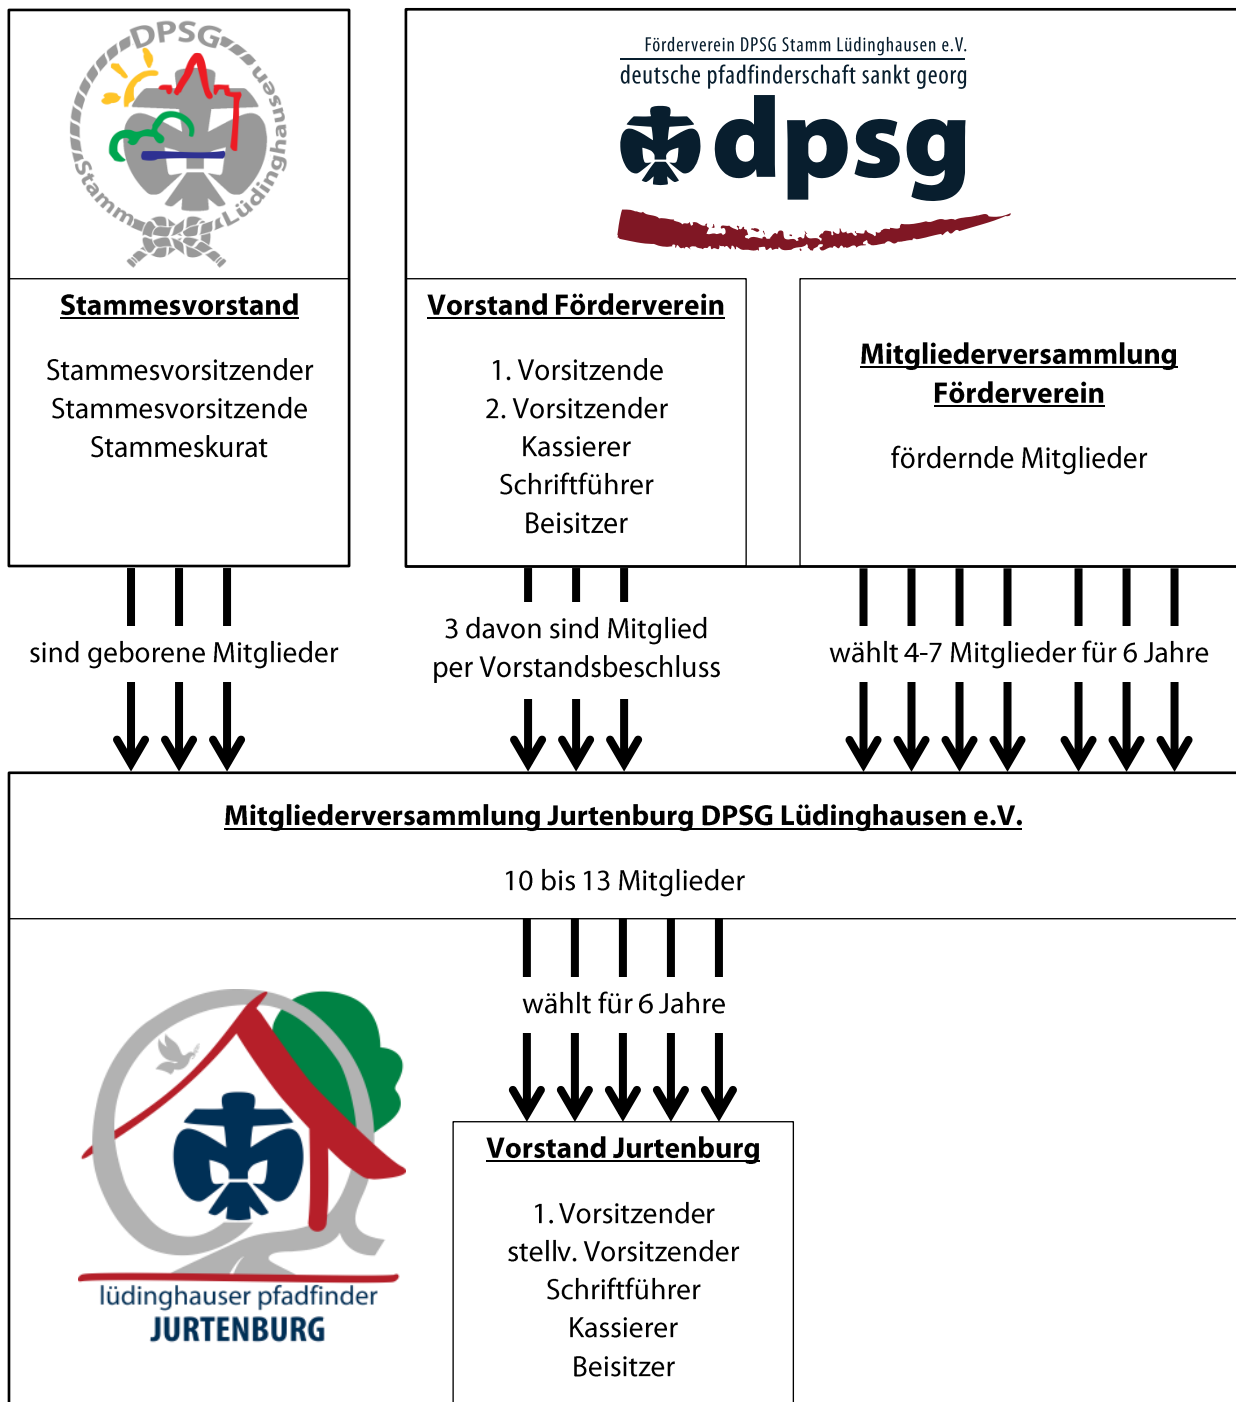 DPSG
Stamm
Lüdinghausen
Förderverein DPSG Stamm Lüdinghausen e.V.
deutsche pfadfinderschaft sankt georg
dpsg
Stammesvorstand
Stammesvorsitzender
Stammesvorsitzende
Stammeskurat
Vorstand Förderverein
1. Vorsitzende
2. Vorsitzender
Kassierer
Schriftführer
Beisitzer
Mitgliederversammlung
Förderverein
fördernde Mitglieder
sind geborene Mitglieder
3 davon sind Mitglied
per Vorstandsbeschluss
wählt 4-7 Mitglieder für 6 Jahre
Mitgliederversammlung Jurtenburg DPSG Lüdinghausen e.V.
10 bis 13 Mitglieder
wählt für 6 Jahre
lüdinghauser pfadfinder
JURTENBURG
Vorstand Jurtenburg
1. Vorsitzender
stellv. Vorsitzender
Schriftführer
Kassierer
Beisitzer